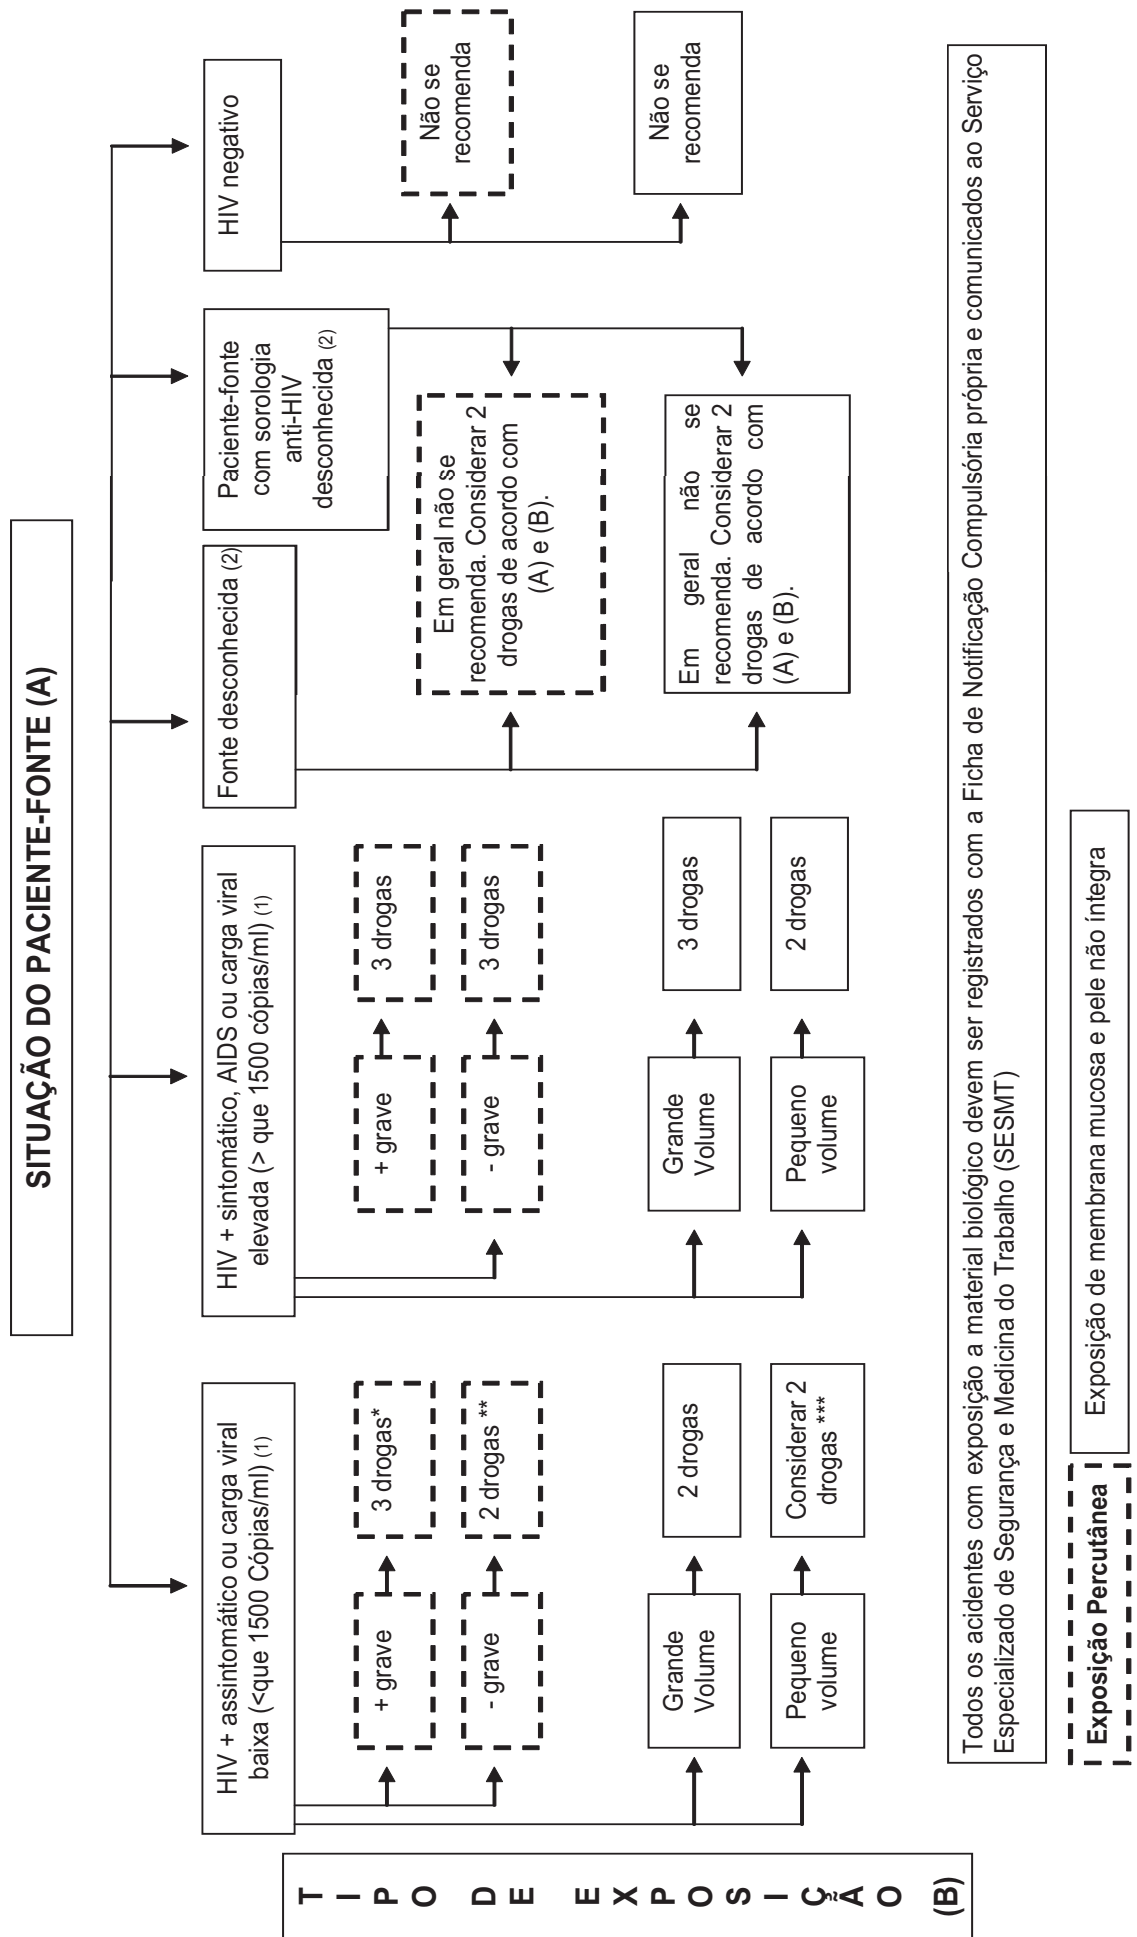 SITUAÇÃO DO PACIENTE-FONTE (A)
HIV + assintomático ou carga viral
baixa (<que 1500 Cópias/ml) (1)
HIV + sintomático, AIDS ou carga viral
elevada (> que 1500 cópias/ml) (1)
Fonte desconhecida (2)
Paciente-fonte
com sorologia
anti-HIV
desconhecida (2)
HIV negativo
TIPO DE EXPOSIÇÃO (B)
+ grave
3 drogas*
- grave
2 drogas **
Grande
Volume
2 drogas
Pequeno
volume
Considerar 2
drogas ***
+ grave
3 drogas
- grave
3 drogas
Grande
Volume
3 drogas
Pequeno
volume
2 drogas
Em geral não se
recomenda. Considerar 2
drogas de acordo com
(A) e (B).
Em geral não se
recomenda. Considerar 2
drogas de acordo com
(A) e (B).
Não se
recomenda
Não se
recomenda
Todos os acidentes com exposição a material biológico devem ser registrados com a Ficha de Notificação Compulsória própria e comunicados ao Serviço
Especializado de Segurança e Medicina do Trabalho (SESMT)
Exposição Percutânea
Exposição de membrana mucosa e pele não íntegra